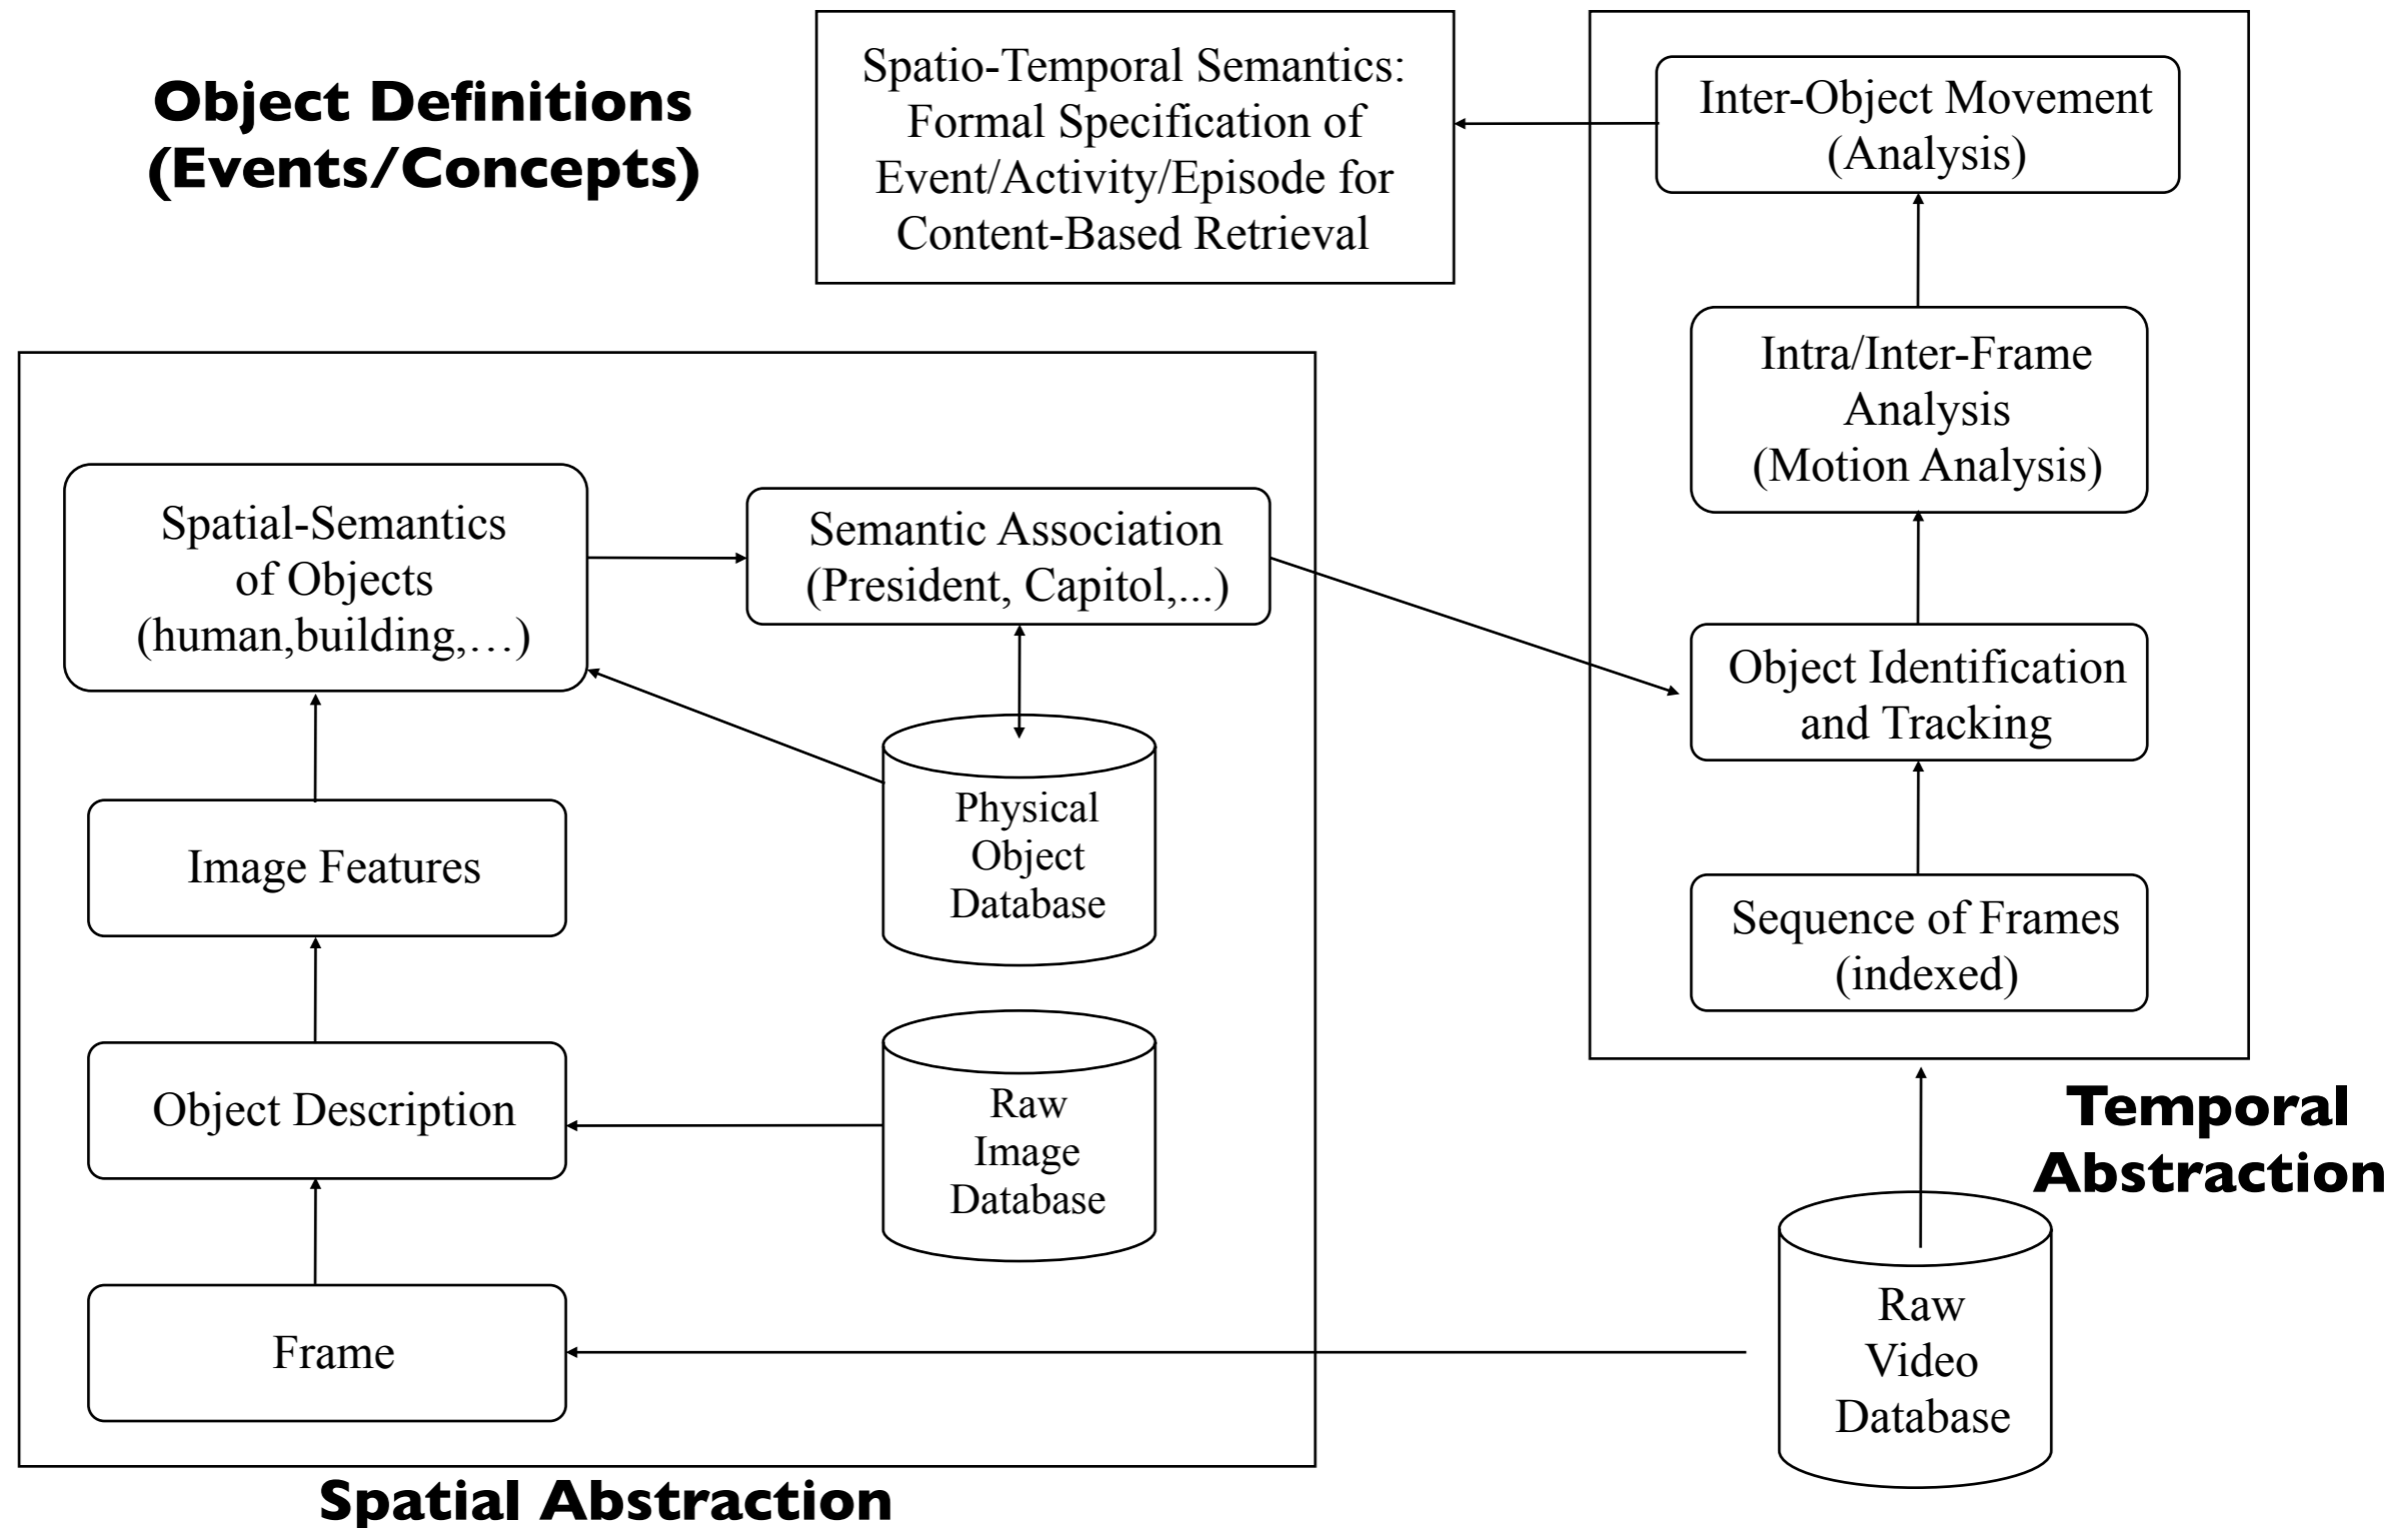 Object Definitions
(Events/Concepts)
Spatio-Temporal Semantics:
Formal Specification of
Event/Activity/Episode for
Content-Based Retrieval
Inter-Object Movement
(Analysis)
Intra/Inter-Frame
Analysis
(Motion Analysis)
Object Identification
and Tracking
Sequence of Frames
(indexed)
Temporal
Abstraction
Raw
Video
Database
Spatial-Semantics
of Objects
(human,building,…)
Semantic Association
(President, Capitol,...)
Physical
Object
Database
Image Features
Object Description
Raw
Image
Database
Frame
Spatial Abstraction